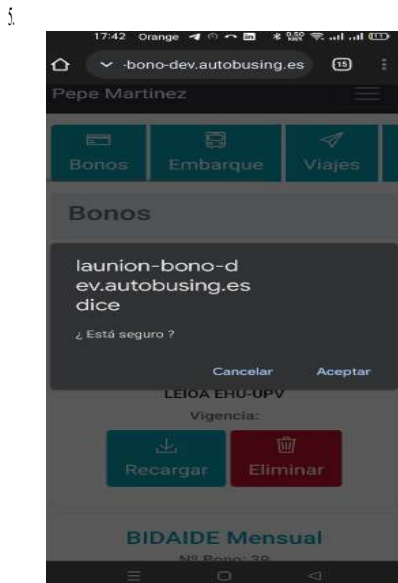 5.
17:42 Orange
-bono-dev.autobusing.es 15
Pepe Martinez
Bonos Embarque Viajes
Bonos
launion-bono-d
ev.autobusing.es
dice
¿ Está seguro ?
Cancelar Aceptar
LEIOA EHU-UPV
Vigencia:
Recargar Eliminar
BIDAIDE Mensual
Nº Bono: 39